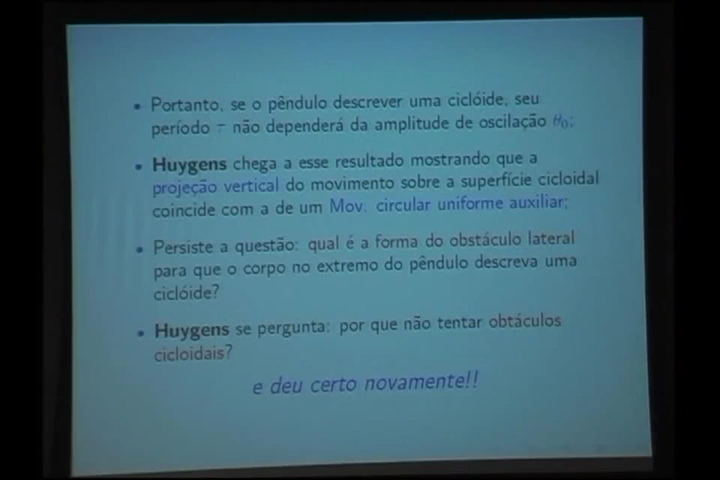 • Portanto, se o pêndulo descrever uma ciclóide, seu
período τ não dependerá da amplitude de oscilação θ₀;
• Huygens chega a esse resultado mostrando que a
projeção vertical do movimento sobre a superfície cicloidal
coincide com a de um Mov. circular uniforme auxiliar;
• Persiste a questão: qual é a forma do obstáculo lateral
para que o corpo no extremo do pêndulo descreva uma
ciclóide?
• Huygens se pergunta: por que não tentar obtáculos
cicloidais?
e deu certo novamente!!